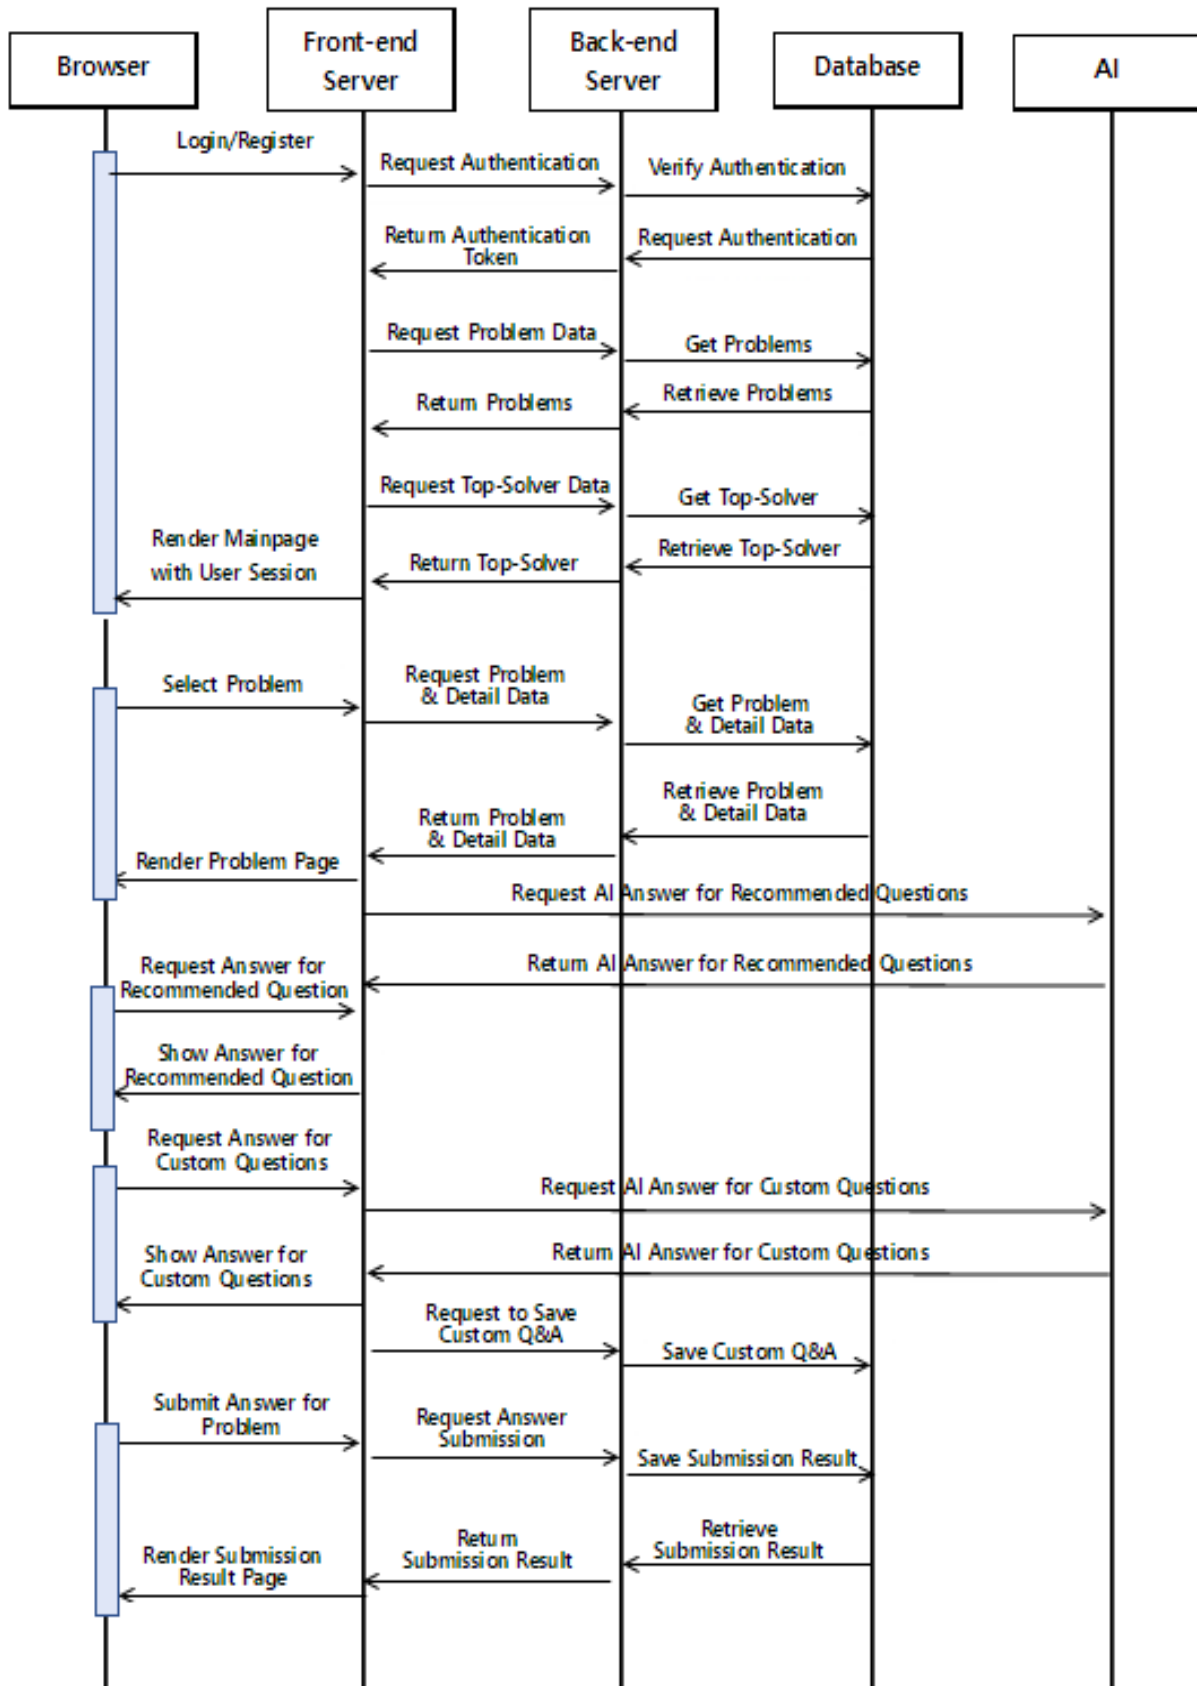 Browser
Front-end
Server
Back-end
Server
Database
AI
Login/Register
Request Authentication
Verify Authentication
Return Authentication
Token
Request Authentication
Request Problem Data
Get Problems
Return Problems
Retrieve Problems
Request Top-Solver Data
Get Top-Solver
Render Mainpage
with User Session
Return Top-Solver
Retrieve Top-Solver
Select Problem
Request Problem
& Detail Data
Get Problem
& Detail Data
Retrieve Problem
& Detail Data
Return Problem
& Detail Data
Render Problem Page
Request AI Answer for Recommended Questions
Return AI Answer for Recommended Questions
Request Answer for
Recommended Question
Show Answer for
Recommended Question
Request Answer for
Custom Questions
Request AI Answer for Custom Questions
Return AI Answer for Custom Questions
Show Answer for
Custom Questions
Request to Save
Custom Q&A
Save Custom Q&A
Submit Answer for
Problem
Request Answer
Submission
Save Submission Result
Retrieve
Submission Result
Return
Submission Result
Render Submission
Result Page